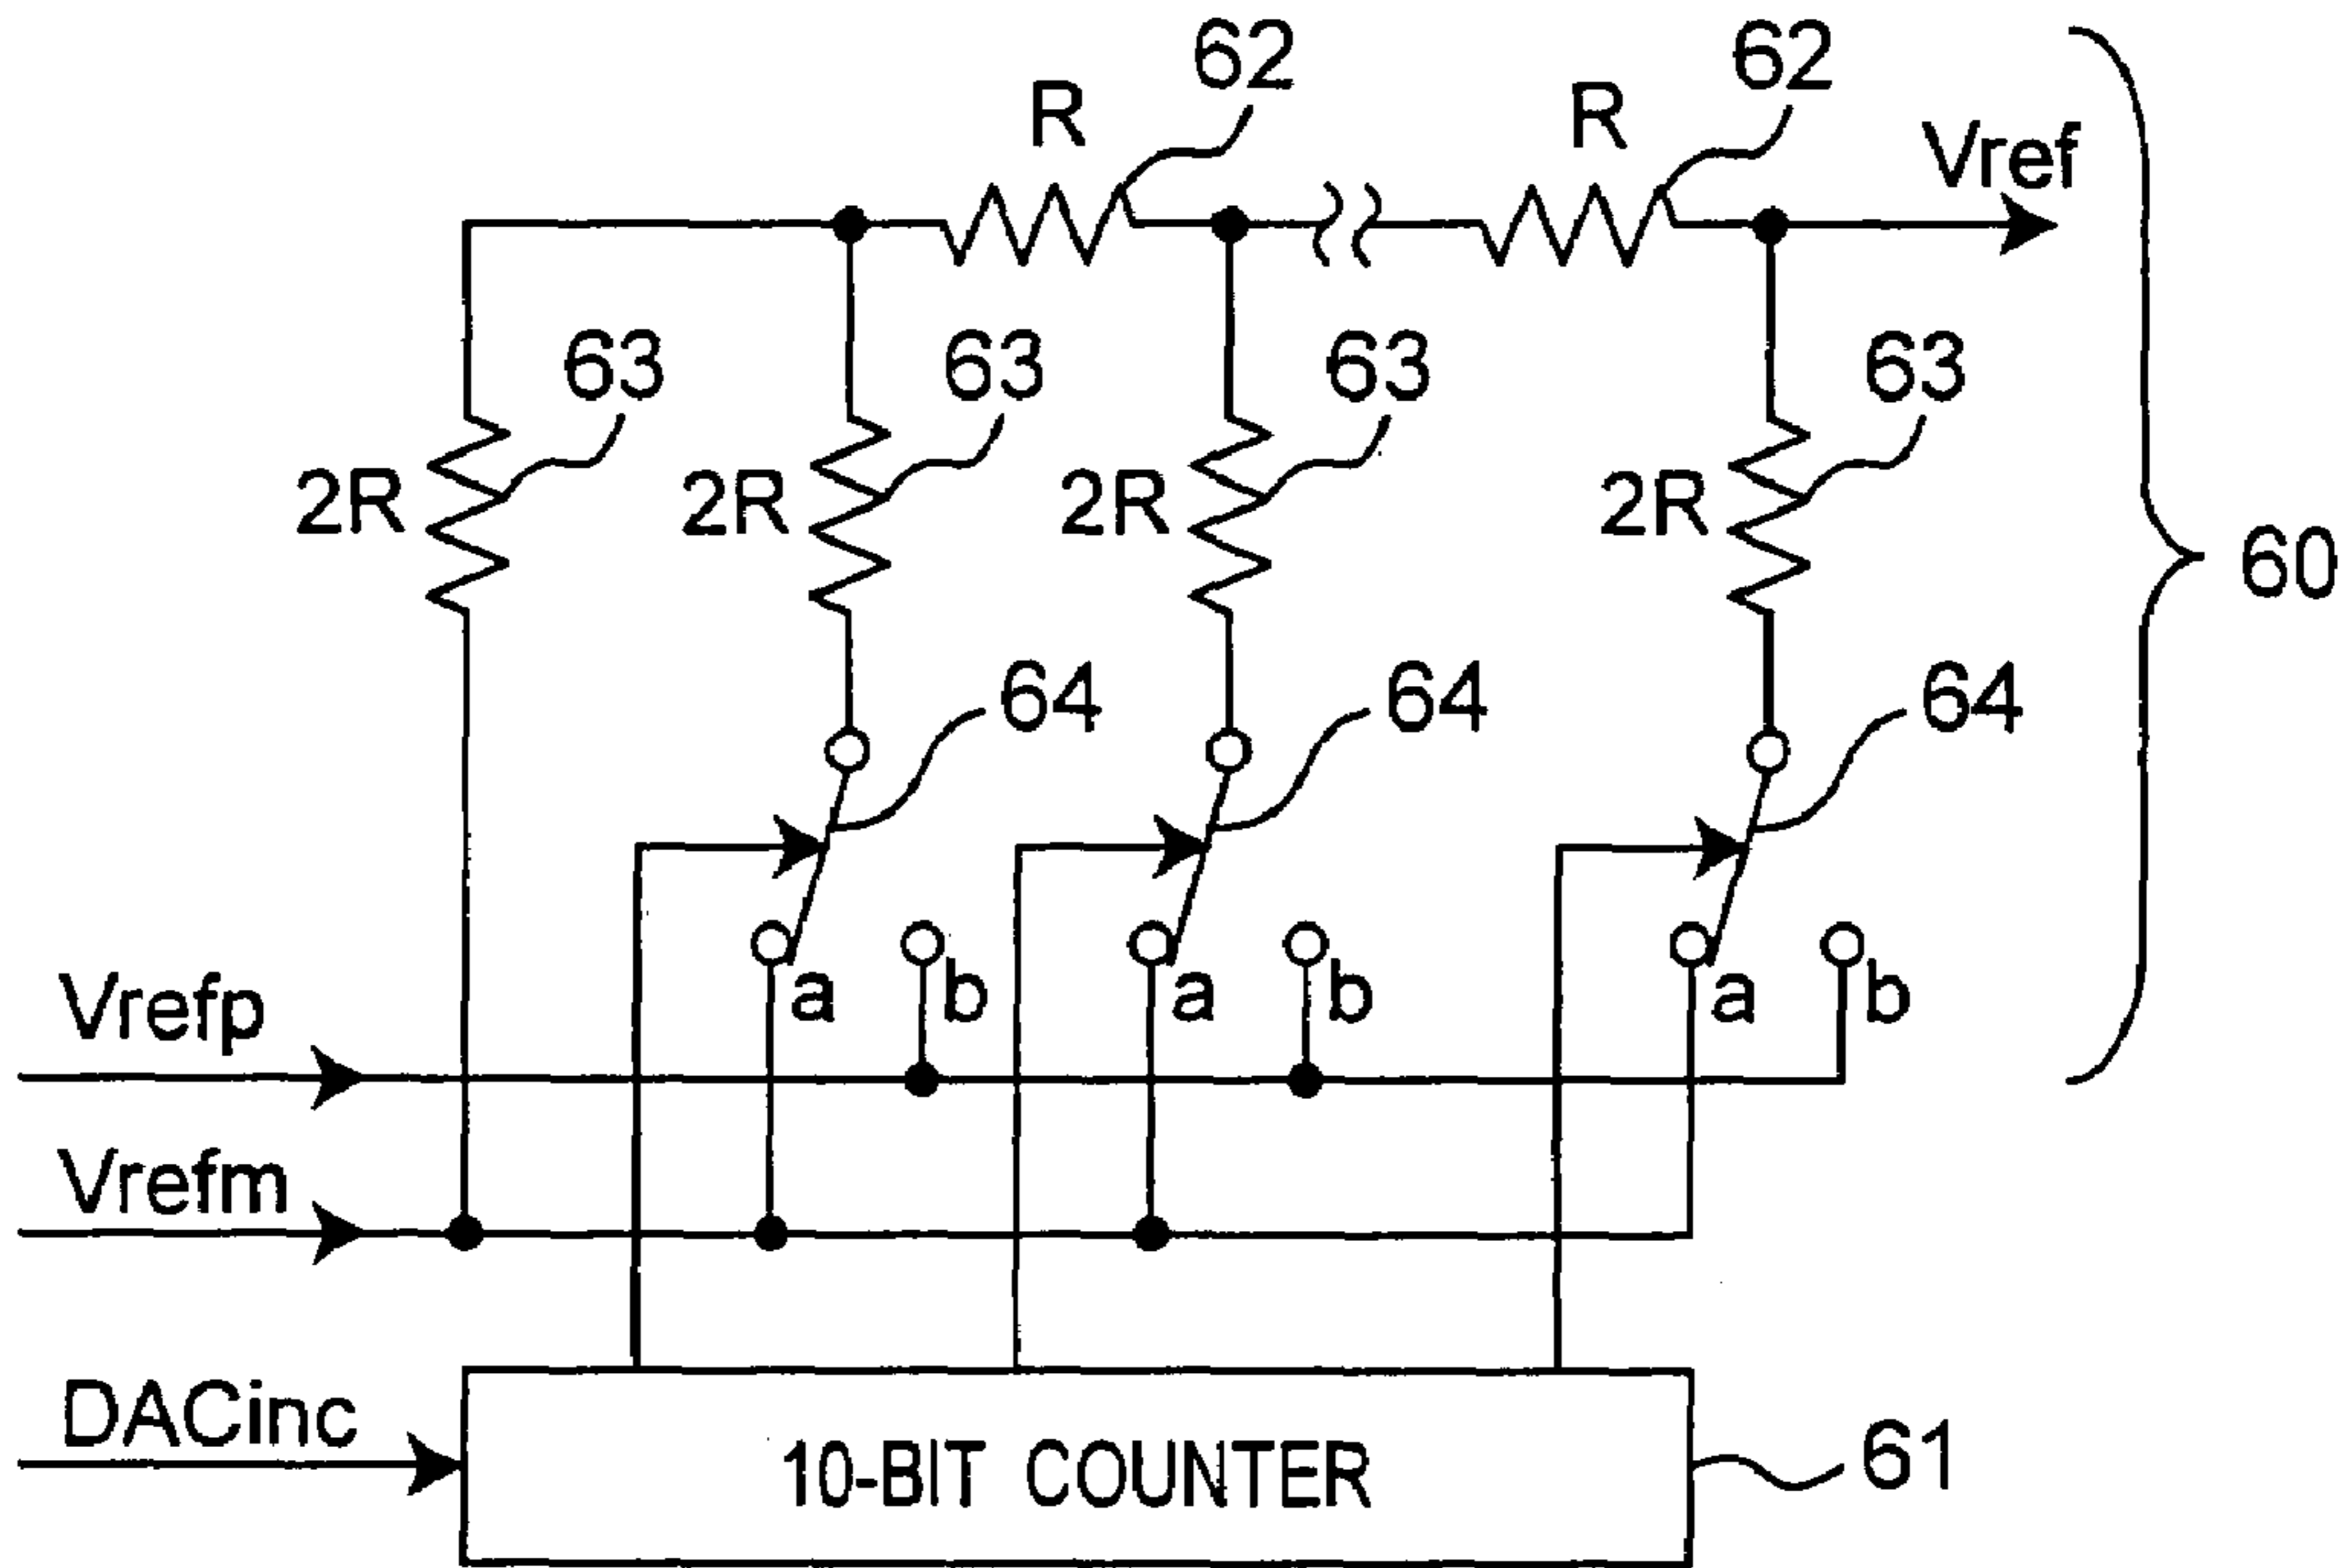 62 62
R R
Vref
63 63 63 63
2R 2R 2R 2R
60
64 64 64
a b a b a b
Vrefp
Vrefm
DACinc
10-BIT COUNTER
61